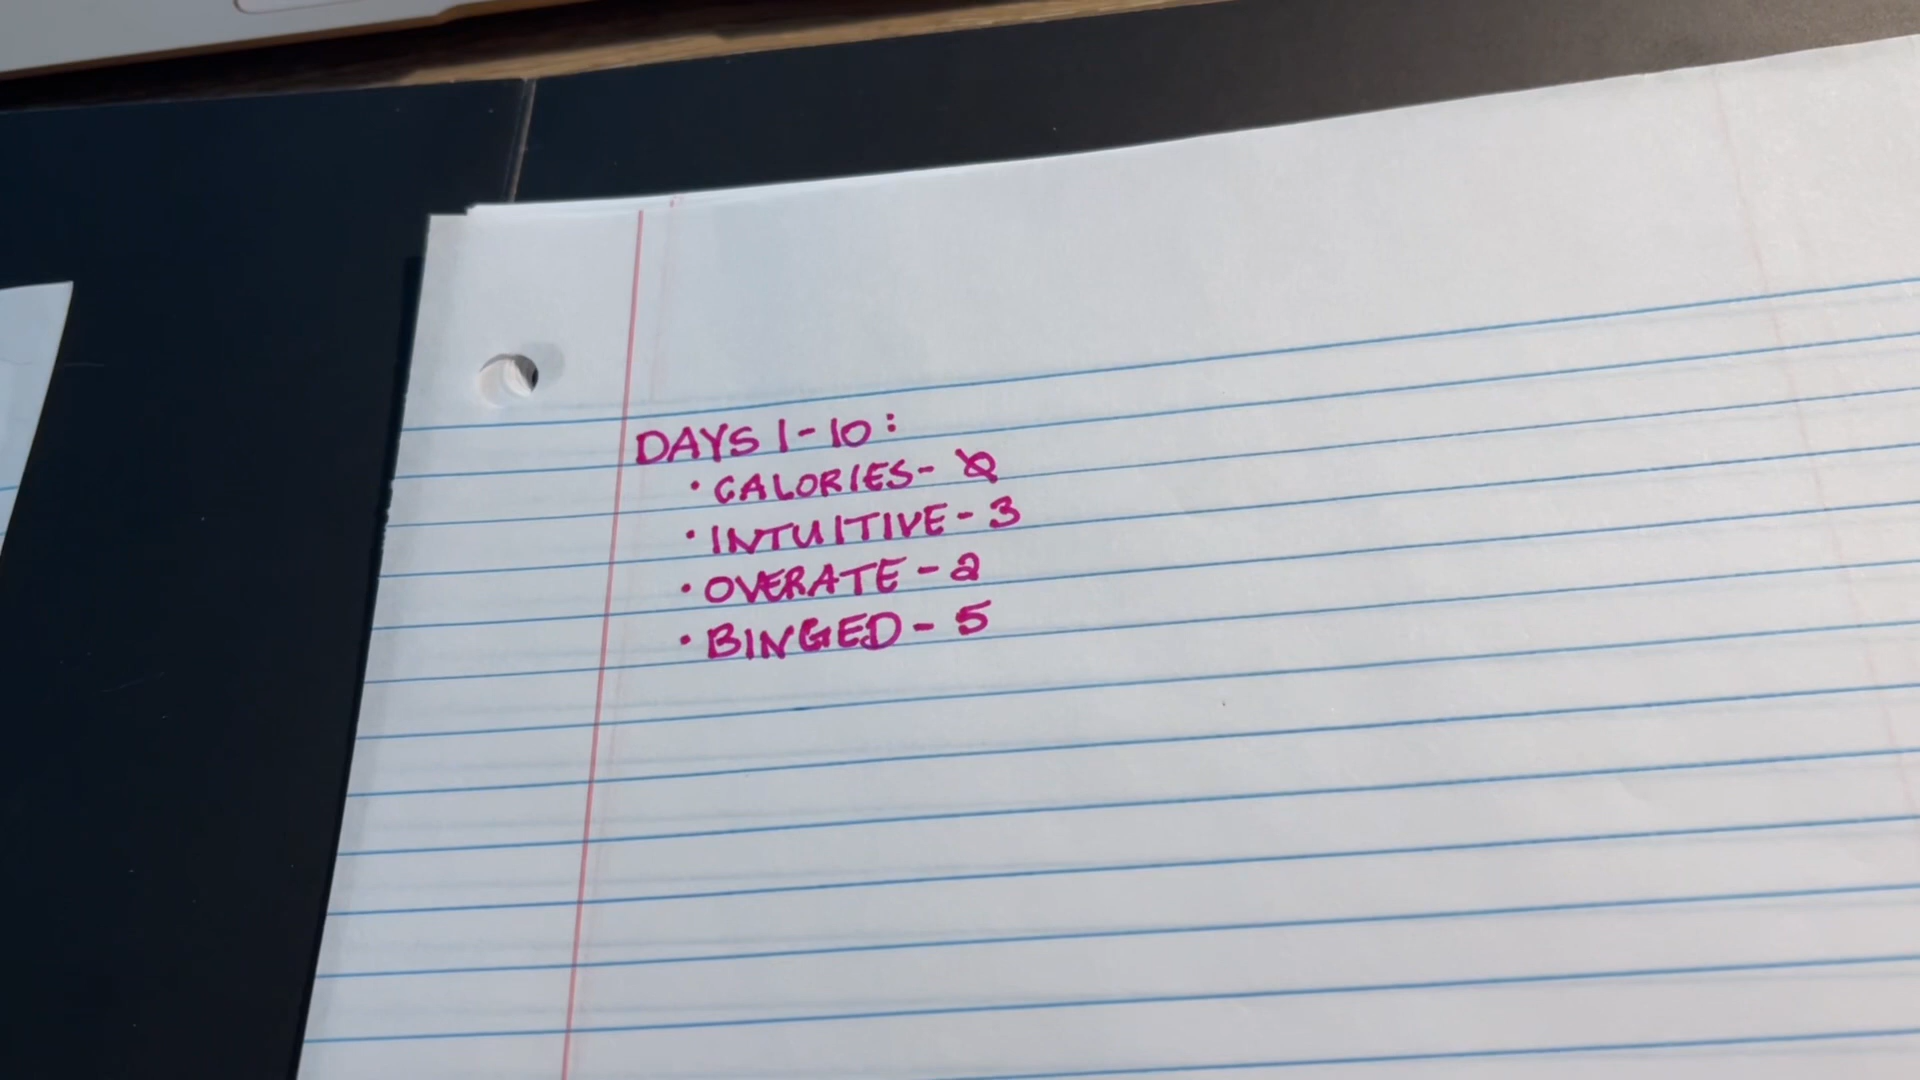 DAYS 1-10:
• CALORIES- 0
• INTUITIVE - 3
• OVERATE - 2
• BINGED - 5